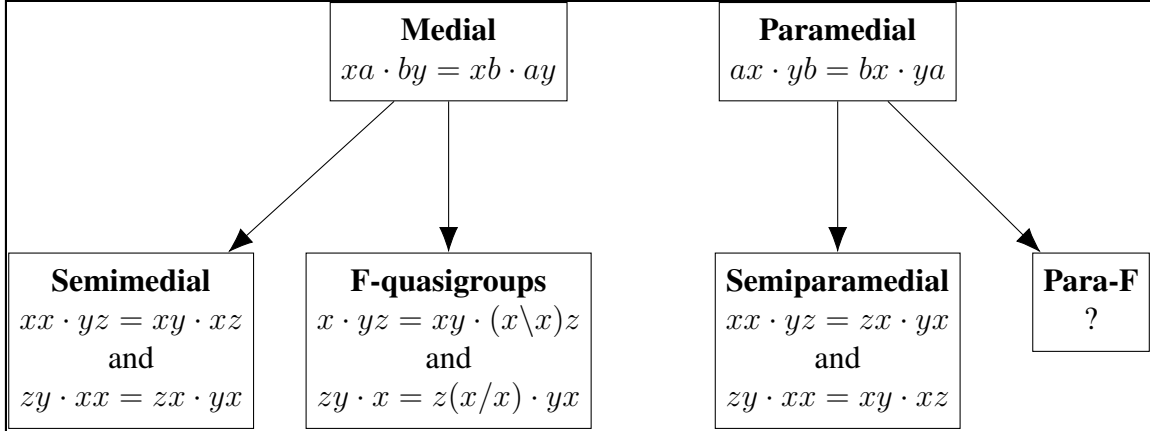 Medial
xa · by = xb · ay
Paramedial
ax · yb = bx · ya
Semimedial
xx · yz = xy · xz
and
zy · xx = zx · yx
F-quasigroups
x · yz = xy · (x\x)z
and
zy · x = z(x/x) · yx
Semiparamedial
xx · yz = zx · yx
and
zy · xx = xy · xz
Para-F
?